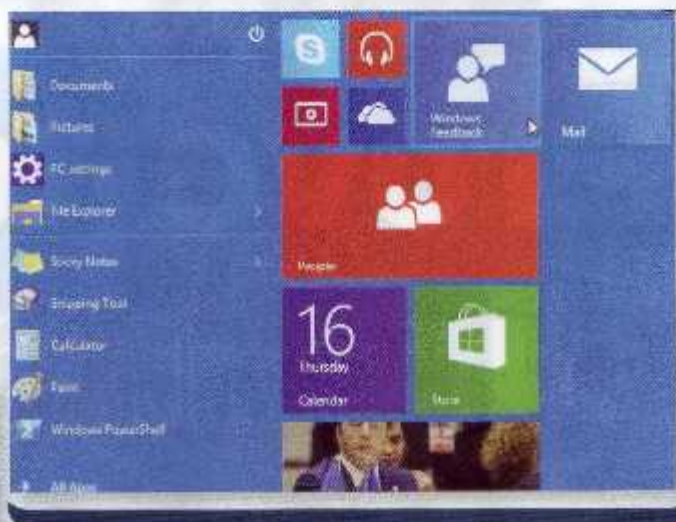 Documents
Pictures
PC settings
File Explorer
Sticky Notes
Snipping Tool
Calculator
Paint
Windows PowerShell
All Apps
Windows
Feedback
Mail
People
16
Thursday
Calendar
Store